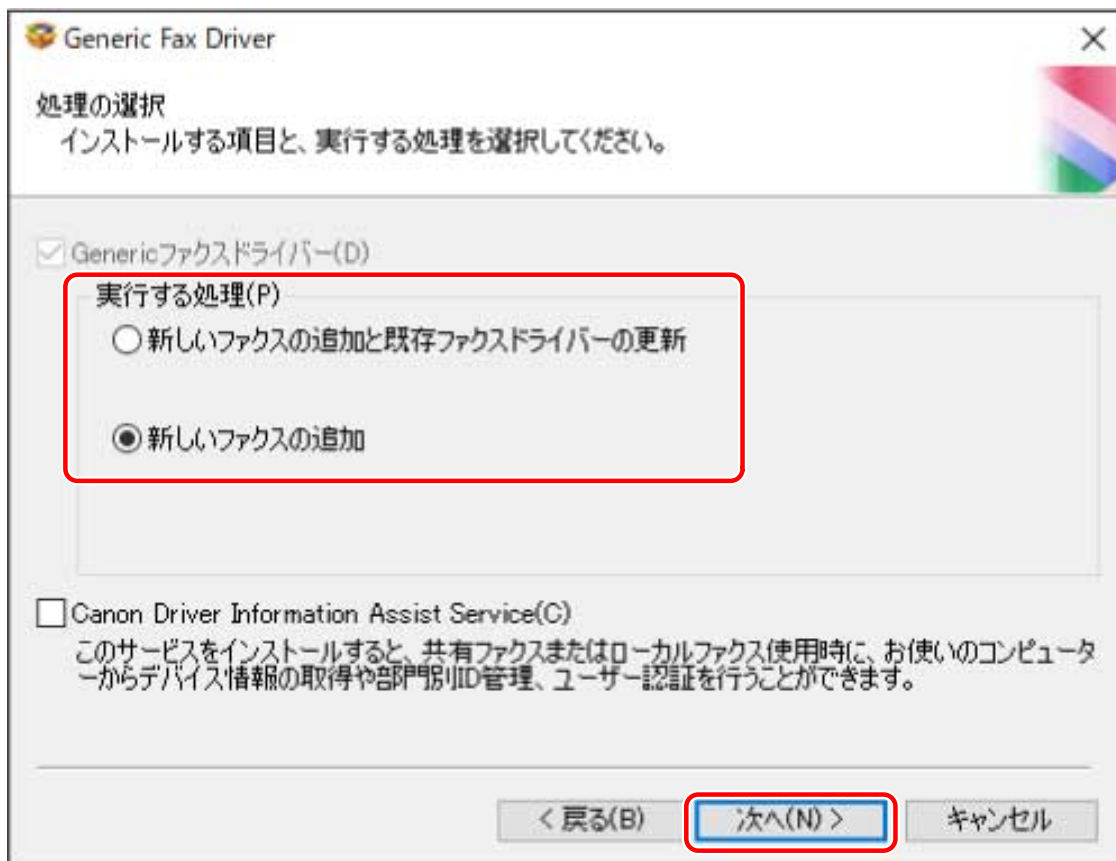 Generic Fax Driver
処理の選択
インストールする項目と、実行する処理を選択してください。
Genericファクスドライバー(D)
実行する処理(P)
新しいファクスの追加と既存ファクスドライバーの更新
新しいファクスの追加
Canon Driver Information Assist Service(C)
このサービスをインストールすると、共有ファクスまたはローカルファクス使用時に、お使いのコンピュータ
ーからデバイス情報の取得や部門別ID管理、ユーザー認証を行うことができます。
< 戻る(B)
次へ(N) >
キャンセル